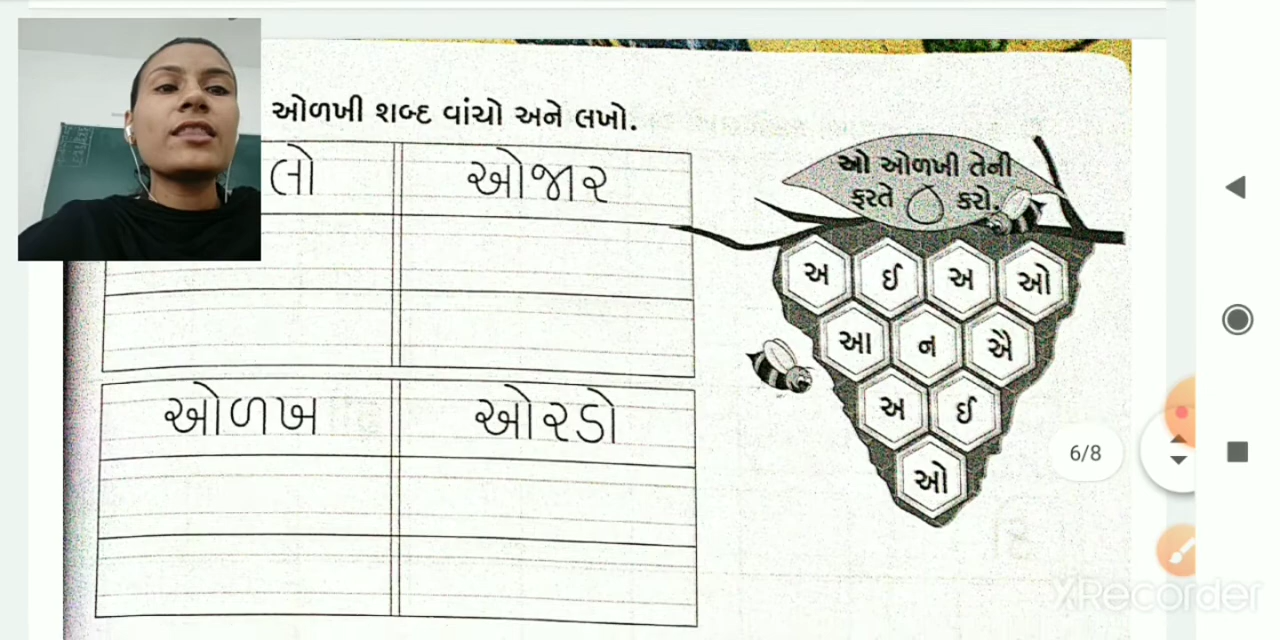 ઓળખી શબ્દ વાંચો અને લખો.
લો
ઓજાર
ઓળખ
ઓરડો
ઓ ઓળખી તેની
ફરતે કરો.
અ ઈ અ ઓ
આ ન ઐ
અ ઈ
ઓ
6/8
XRecorder